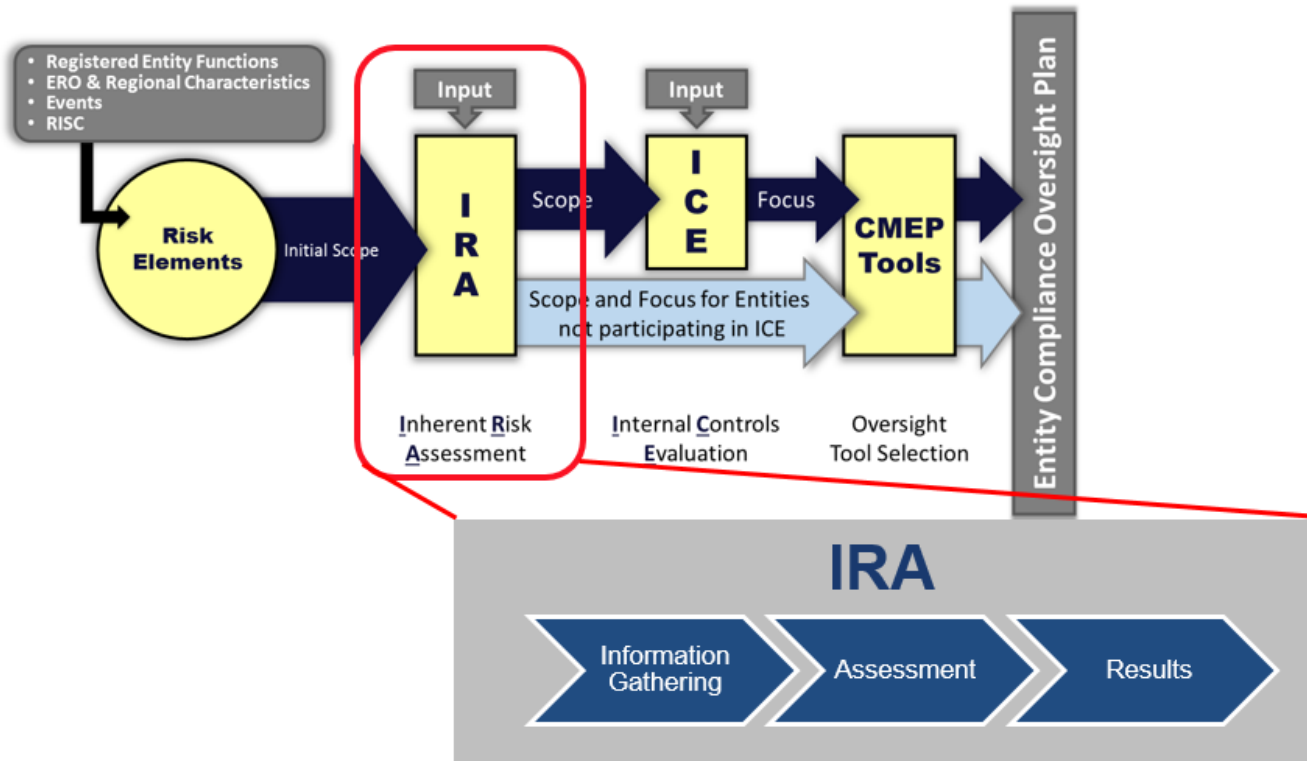 • Registered Entity Functions
• ERO & Regional Characteristics
• Events
• RISC
Risk
Elements
Initial Scope
Input
I
R
A
Scope
Input
I
C
E
Focus
Scope and Focus for Entities
not participating in ICE
CMEP
Tools
Entity Compliance Oversight Plan
Inherent Risk
Assessment
Internal Controls
Evaluation
Oversight
Tool Selection
IRA
Information
Gathering
Assessment
Results